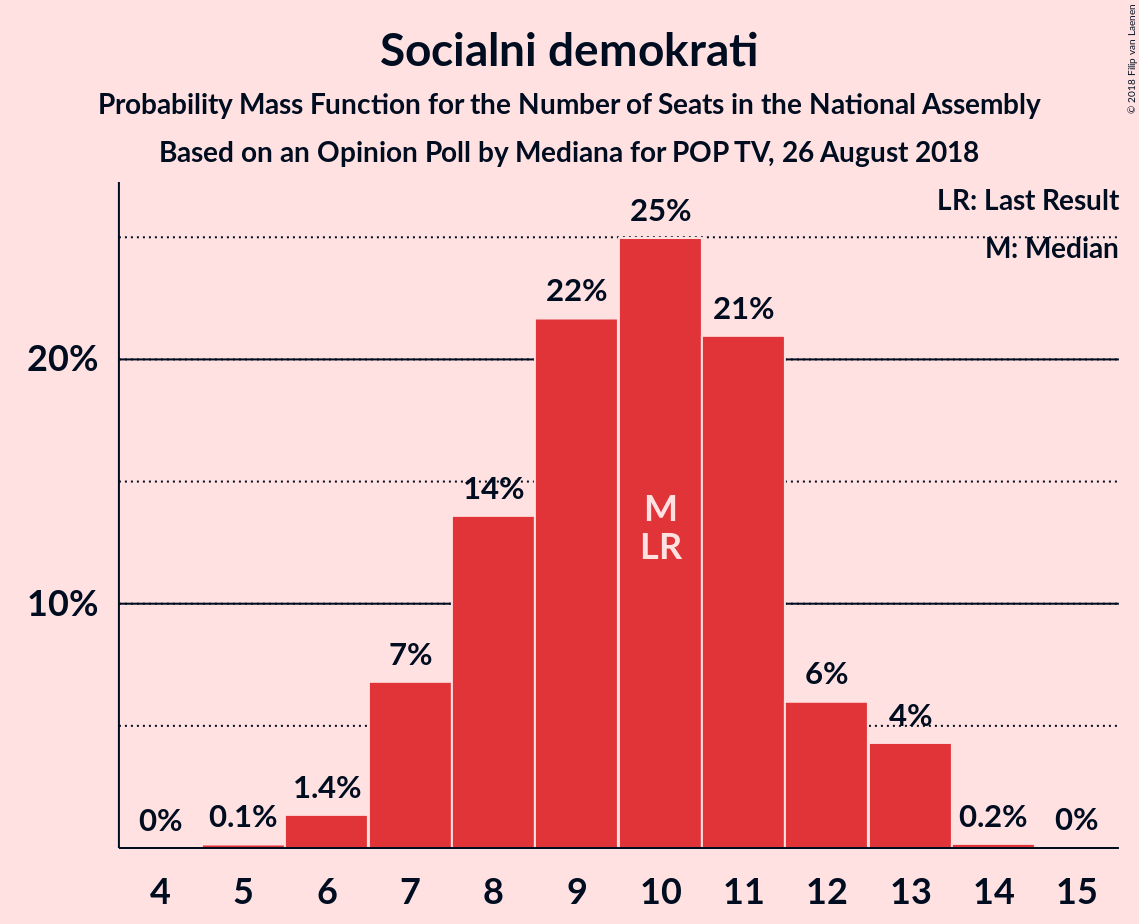 Socialni demokrati
Probability Mass Function for the Number of Seats in the National Assembly
Based on an Opinion Poll by Mediana for POP TV, 26 August 2018
© 2018 Filip van Laenen
LR: Last Result
M: Median
20%
10%
0%
0.1%
1.4%
7%
14%
22%
25%
21%
6%
4%
0.2%
0%
M
LR
4 5 6 7 8 9 10 11 12 13 14 15